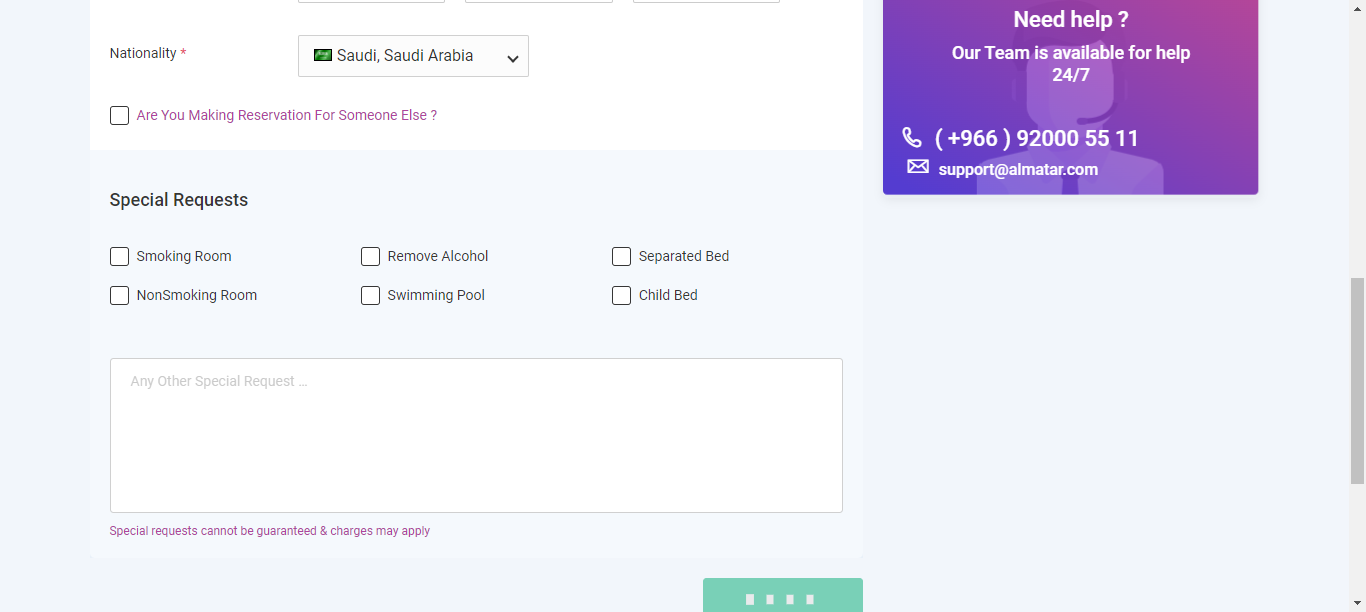 Nationality *
Saudi, Saudi Arabia
Are You Making Reservation For Someone Else ?
Special Requests
Smoking Room
Remove Alcohol
Separated Bed
NonSmoking Room
Swimming Pool
Child Bed
Any Other Special Request ...
Special requests cannot be guaranteed & charges may apply
Need help ?
Our Team is available for help
24/7
( +966 ) 92000 55 11
support@almatar.com